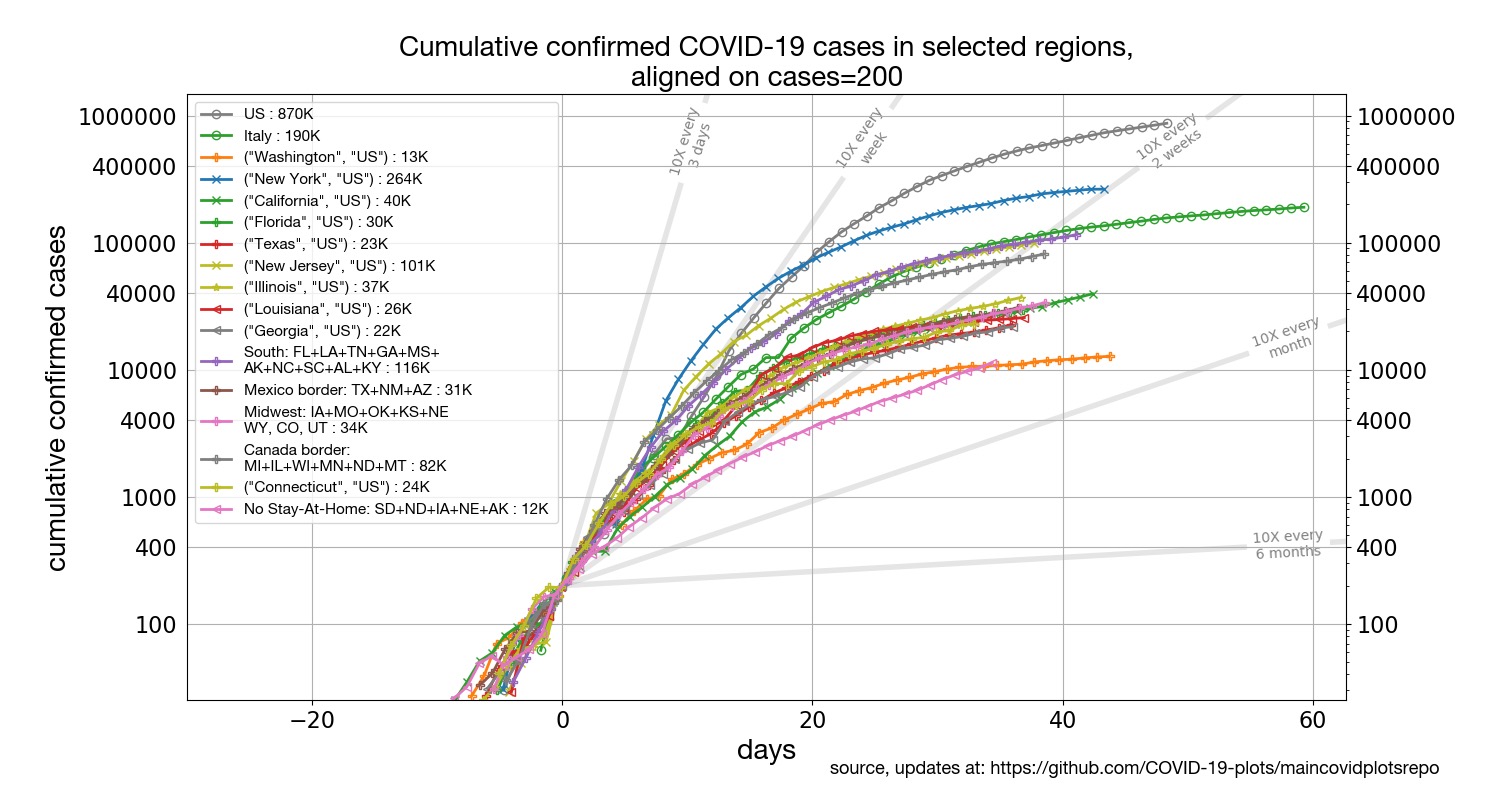 Cumulative confirmed COVID-19 cases in selected regions,
aligned on cases=200
cumulative confirmed cases
1000000
400000
100000
40000
10000
4000
1000
400
100
US : 870K
Italy : 190K
("Washington", "US") : 13K
("New York", "US") : 264K
("California", "US") : 40K
("Florida", "US") : 30K
("Texas", "US") : 23K
("New Jersey", "US") : 101K
("Illinois", "US") : 37K
("Louisiana", "US") : 26K
("Georgia", "US") : 22K
South: FL+LA+TN+GA+MS+
AK+NC+SC+AL+KY : 116K
Mexico border: TX+NM+AZ : 31K
Midwest: IA+MO+OK+KS+NE
WY, CO, UT : 34K
Canada border:
MI+IL+WI+MN+ND+MT : 82K
("Connecticut", "US") : 24K
No Stay-At-Home: SD+ND+IA+NE+AK : 12K
10X every
3 days
10X every
week
10X every
2 weeks
10X every
month
10X every
6 months
1000000
400000
100000
40000
10000
4000
1000
400
100
−20
0
20
40
60
days
source, updates at: https://github.com/COVID-19-plots/maincovidplotsrepo